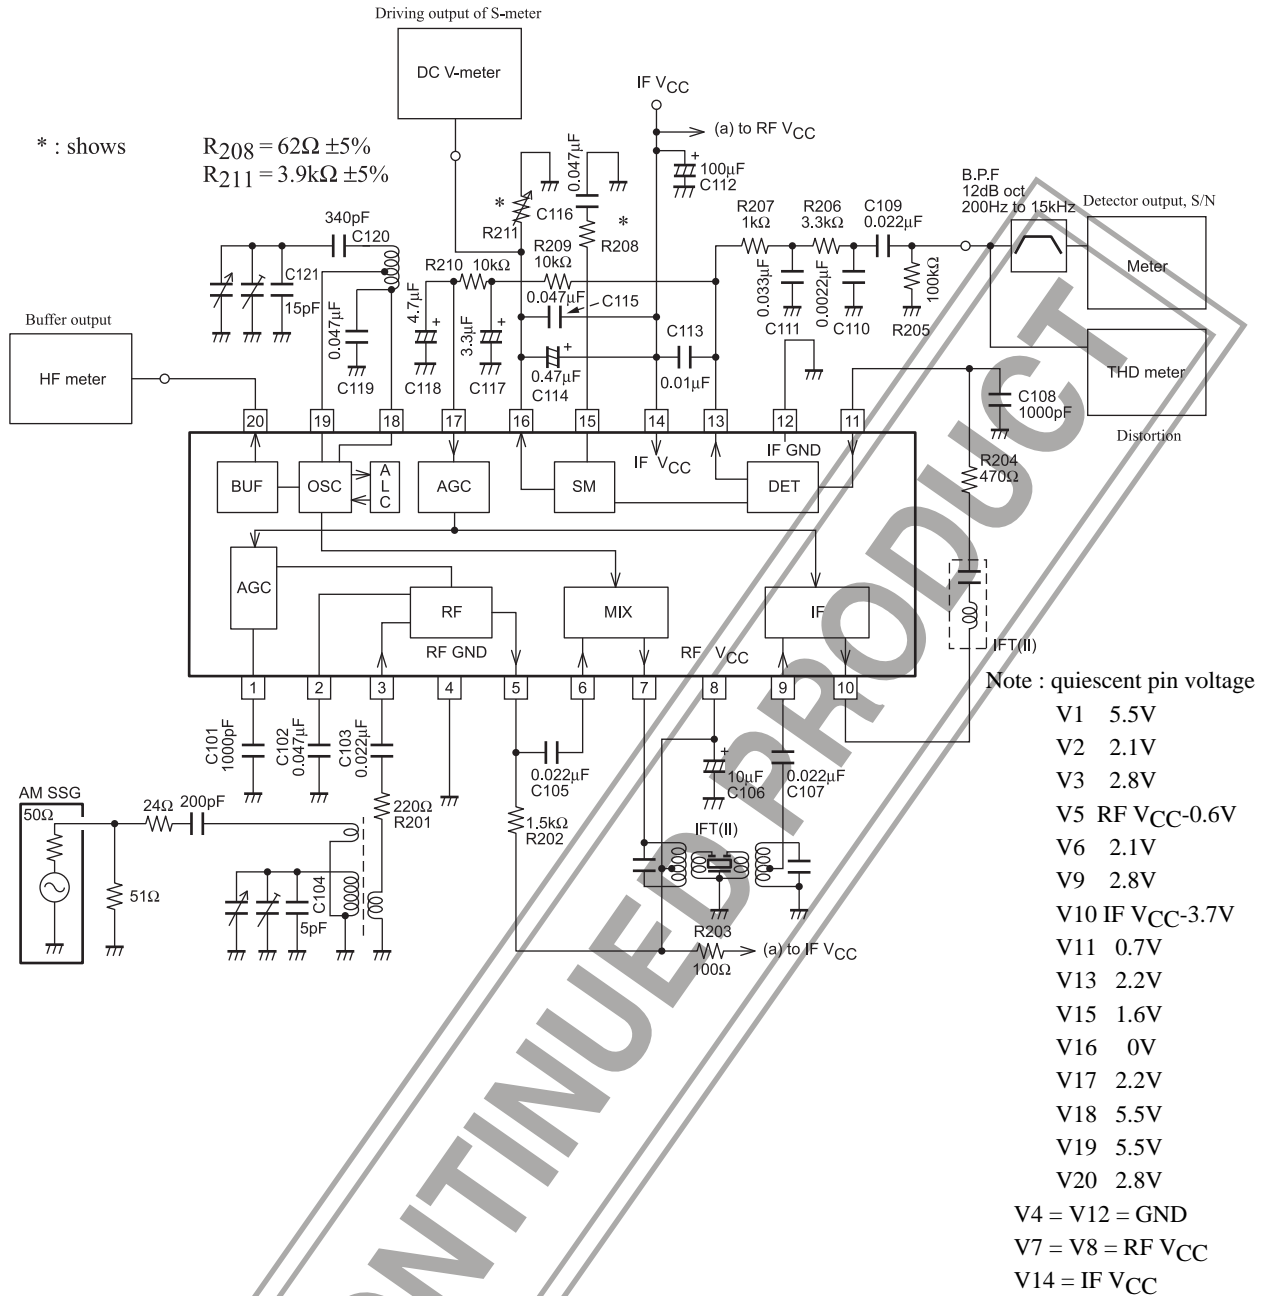 Driving output of S-meter
DC V-meter
IF VCC
(a) to RF VCC
* : shows
R208 = 62Ω ±5%
R211 = 3.9kΩ ±5%
0.047μF
+
100μF
C112
B.P.F
12dB oct
200Hz to 15kHz
Detector output, S/N
340pF
C120
*
R211
C116
*
R208
R207
1kΩ
R206
3.3kΩ
C109
0.022μF
R210
10kΩ
R209
10kΩ
C121
15pF
0.047μF
C119
4.7μF
+
C118
3.3μF
+
C117
0.047μF
C115
+
0.47μF
C114
C113
0.01μF
0.033μF
C111
0.0022μF
C110
100kΩ
R205
Meter
Buffer output
HF meter
THD meter
C108
1000pF
Distortion
20
19
18
17
16
15
14
13
12
11
IF VCC
IF GND
R204
470Ω
BUF
OSC
ALC
AGC
SM
DET
AGC
RF
MIX
IF
RF GND
RF VCC
IFT(II)
1
2
3
4
5
6
7
8
9
10
C101
1000pF
C102
0.047μF
C103
0.022μF
0.022μF
C105
+
10μF
C106
0.022μF
C107
AM SSG
50Ω
24Ω
200pF
220Ω
R201
1.5kΩ
R202
IFT(II)
51Ω
C104
5pF
R203
100Ω
(a) to IF VCC
Note : quiescent pin voltage
V1 5.5V
V2 2.1V
V3 2.8V
V5 RF VCC-0.6V
V6 2.1V
V9 2.8V
V10 IF VCC-3.7V
V11 0.7V
V13 2.2V
V15 1.6V
V16 0V
V17 2.2V
V18 5.5V
V19 5.5V
V20 2.8V
V4 = V12 = GND
V7 = V8 = RF VCC
V14 = IF VCC
ONTINUED PRODUCT